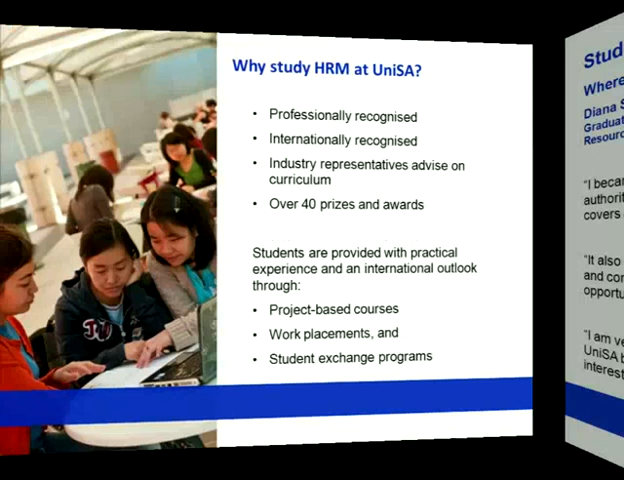 Why study HRM at UniSA?
• Professionally recognised
• Internationally recognised
• Industry representatives advise on
curriculum
• Over 40 prizes and awards
Students are provided with practical
experience and an international outlook
through:
• Project-based courses
• Work placements, and
• Student exchange programs
Stud
Where
Diana S
Graduat
Resourc
"I becam
authorit
covers
"It also
and con
opportu
"I am ve
UniSA b
interest